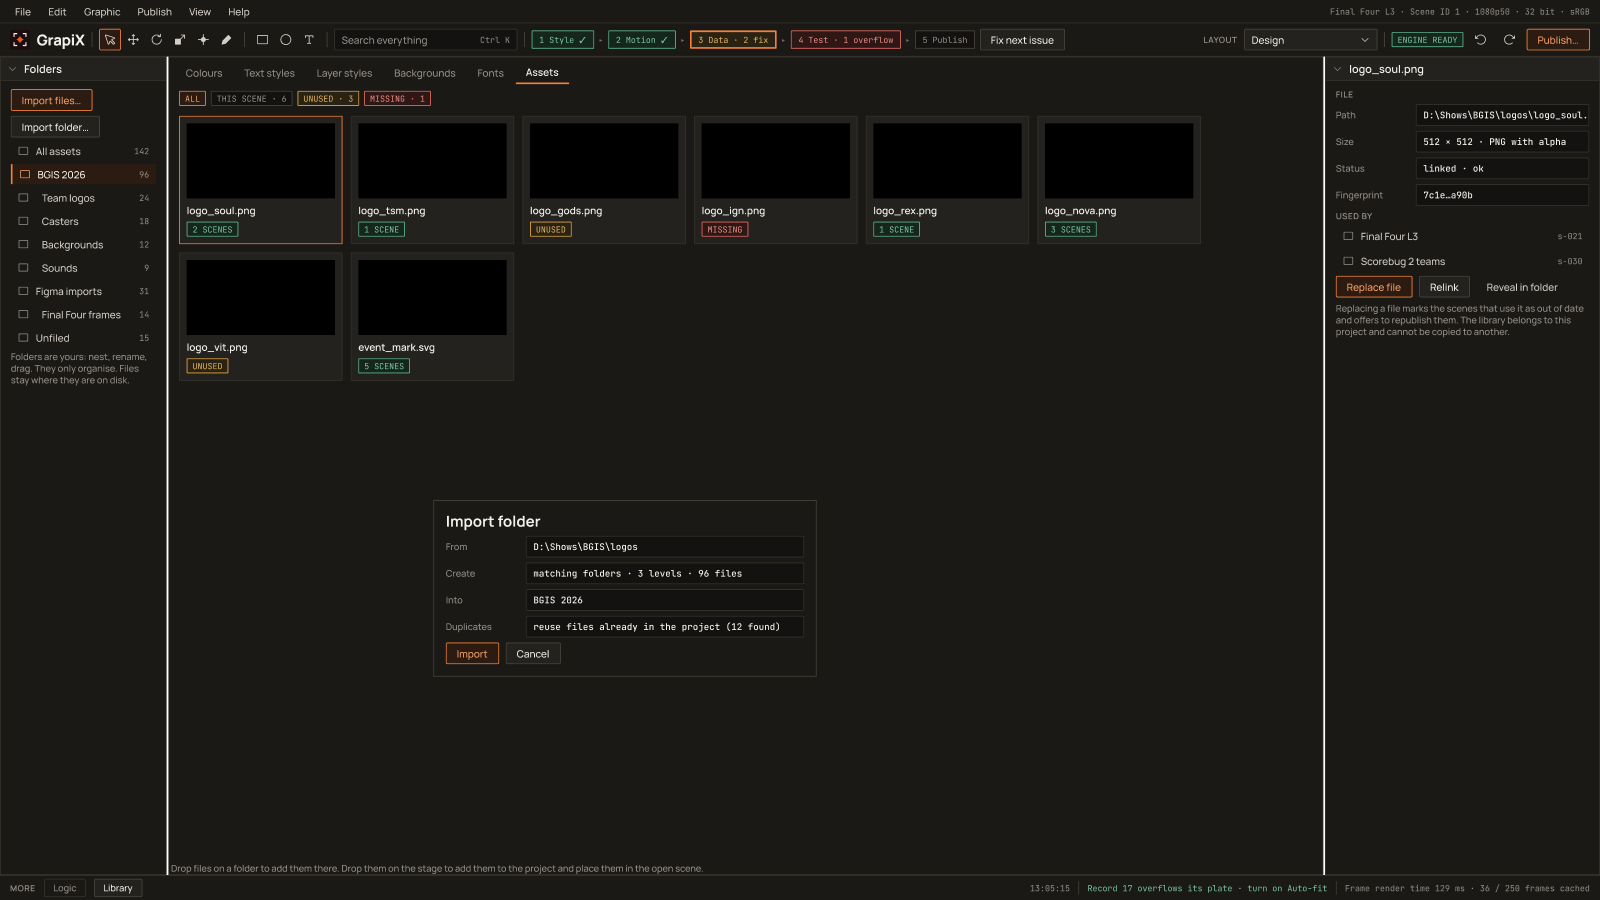 File Edit Graphic Publish View Help
Final Four L3 · Scene ID 1 · 1080p50 · 32 bit · sRGB
GrapiX
Search everything Ctrl K
1 Style ✓ ▸ 2 Motion ✓ ▸ 3 Data · 2 fix ▸ 4 Test · 1 overflow ▸ 5 Publish
Fix next issue
LAYOUT Design
ENGINE READY
Publish…
Folders
Import files…
Import folder…
All assets 142
BGIS 2026 96
Team logos 24
Casters 18
Backgrounds 12
Sounds 9
Figma imports 31
Final Four frames 14
Unfiled 15
Folders are yours: nest, rename,
drag. They only organise. Files
stay where they are on disk.
Colours Text styles Layer styles Backgrounds Fonts Assets
ALL THIS SCENE · 6 UNUSED · 3 MISSING · 1
logo_soul.png
2 SCENES
logo_tsm.png
1 SCENE
logo_gods.png
UNUSED
logo_ign.png
MISSING
logo_rex.png
1 SCENE
logo_nova.png
3 SCENES
logo_vit.png
UNUSED
event_mark.svg
5 SCENES
Import folder
From D:\Shows\BGIS\logos
Create matching folders · 3 levels · 96 files
Into BGIS 2026
Duplicates reuse files already in the project (12 found)
Import Cancel
Drop files on a folder to add them there. Drop them on the stage to add them to the project and place them in the open scene.
logo_soul.png
FILE
Path D:\Shows\BGIS\logos\logo_soul.
Size 512 × 512 · PNG with alpha
Status linked · ok
Fingerprint 7c1e…a90b
USED BY
Final Four L3 s-021
Scorebug 2 teams s-030
Replace file Relink Reveal in folder
Replacing a file marks the scenes that use it as out of date
and offers to republish them. The library belongs to this
project and cannot be copied to another.
MORE Logic Library
13:05:15 Record 17 overflows its plate · turn on Auto-fit Frame render time 129 ms · 36 / 250 frames cached